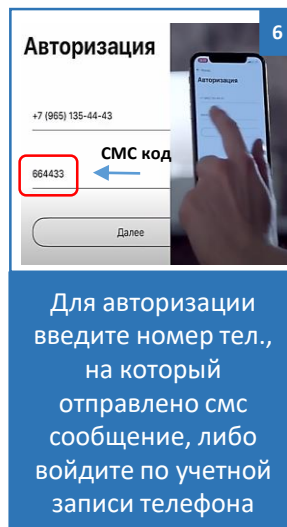 6
Авторизация
+7 (965) 135-44-43
СМС код
664433
Далее
Авторизация
Для авторизации
введите номер тел.,
на который
отправлено смс
сообщение, либо
войдите по учетной
записи телефона